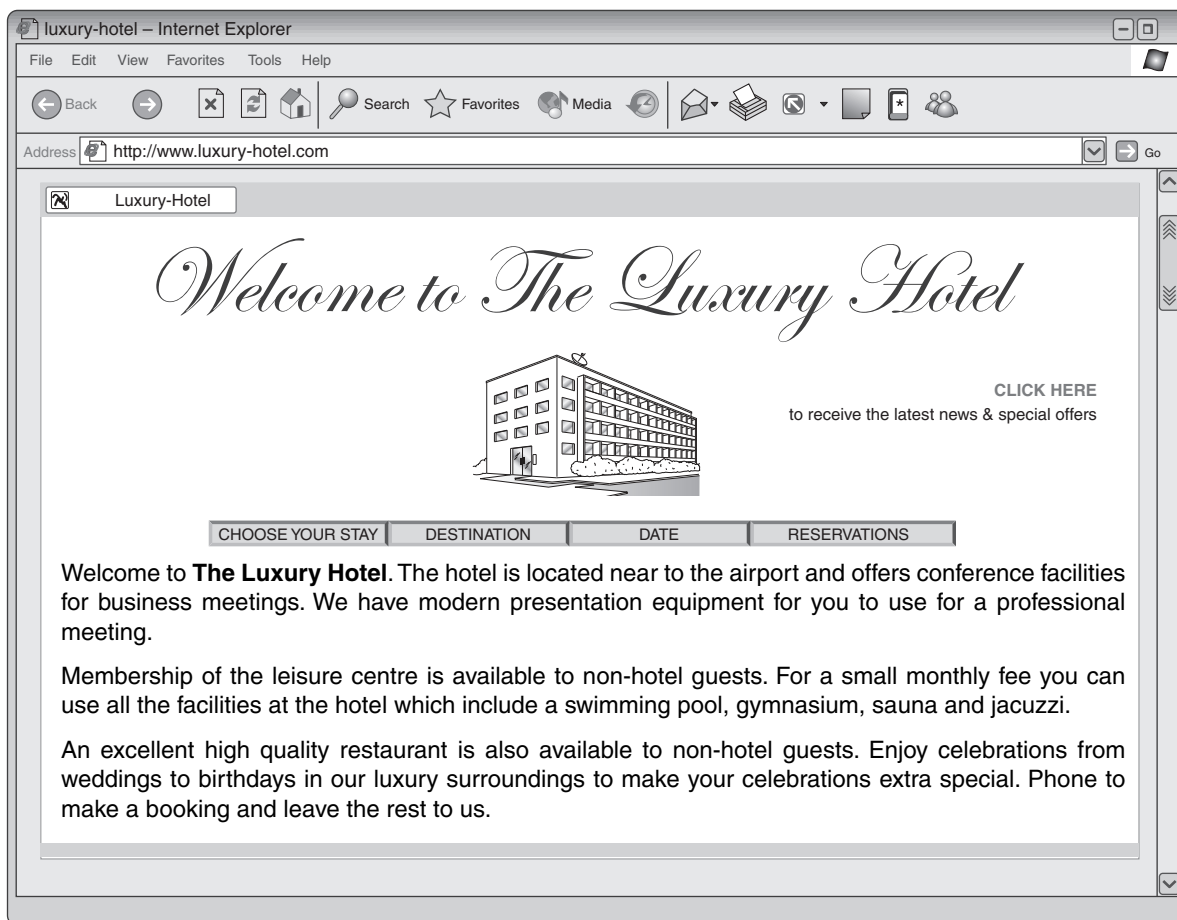 luxury-hotel – Internet Explorer
File Edit View Favorites Tools Help
Back Search Favorites Media
Address http://www.luxury-hotel.com Go
Luxury-Hotel
Welcome to The Luxury Hotel
CLICK HERE
to receive the latest news & special offers
CHOOSE YOUR STAY DESTINATION DATE RESERVATIONS
Welcome to The Luxury Hotel. The hotel is located near to the airport and offers conference facilities
for business meetings. We have modern presentation equipment for you to use for a professional
meeting.
Membership of the leisure centre is available to non-hotel guests. For a small monthly fee you can
use all the facilities at the hotel which include a swimming pool, gymnasium, sauna and jacuzzi.
An excellent high quality restaurant is also available to non-hotel guests. Enjoy celebrations from
weddings to birthdays in our luxury surroundings to make your celebrations extra special. Phone to
make a booking and leave the rest to us.